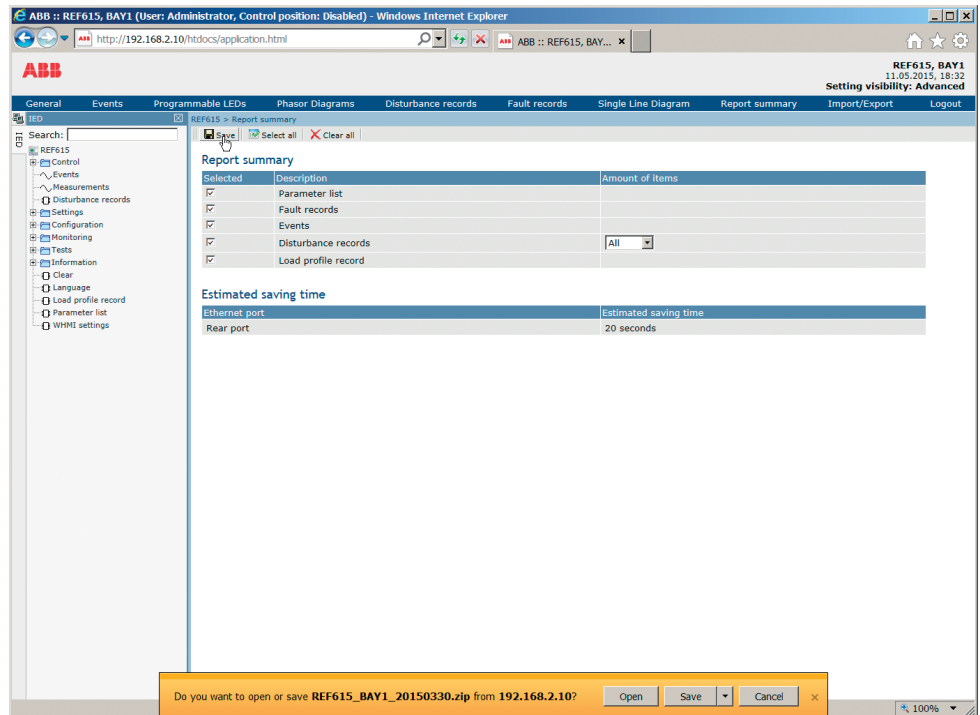 ABB :: REF615, BAY1 (User: Administrator, Control position: Disabled) - Windows Internet Explorer
http://192.168.2.10/htdocs/application.html
ABB :: REF615, BAY...
ABB
REF615, BAY1
11.05.2015, 18:32
Setting visibility: Advanced
General Events Programmable LEDs Phasor Diagrams Disturbance records Fault records Single Line Diagram Report summary Import/Export Logout
IED
IED
Search:
REF615
Control
Events
Measurements
Disturbance records
Settings
Configuration
Monitoring
Tests
Information
Clear
Language
Load profile record
Parameter list
WHMI settings
REF615 > Report summary
Save Select all Clear all
Report summary
Selected Description Amount of items
Parameter list
Fault records
Events
Disturbance records All
Load profile record
Estimated saving time
Ethernet port Estimated saving time
Rear port 20 seconds
Do you want to open or save REF615_BAY1_20150330.zip from 192.168.2.10? Open Save Cancel
100%